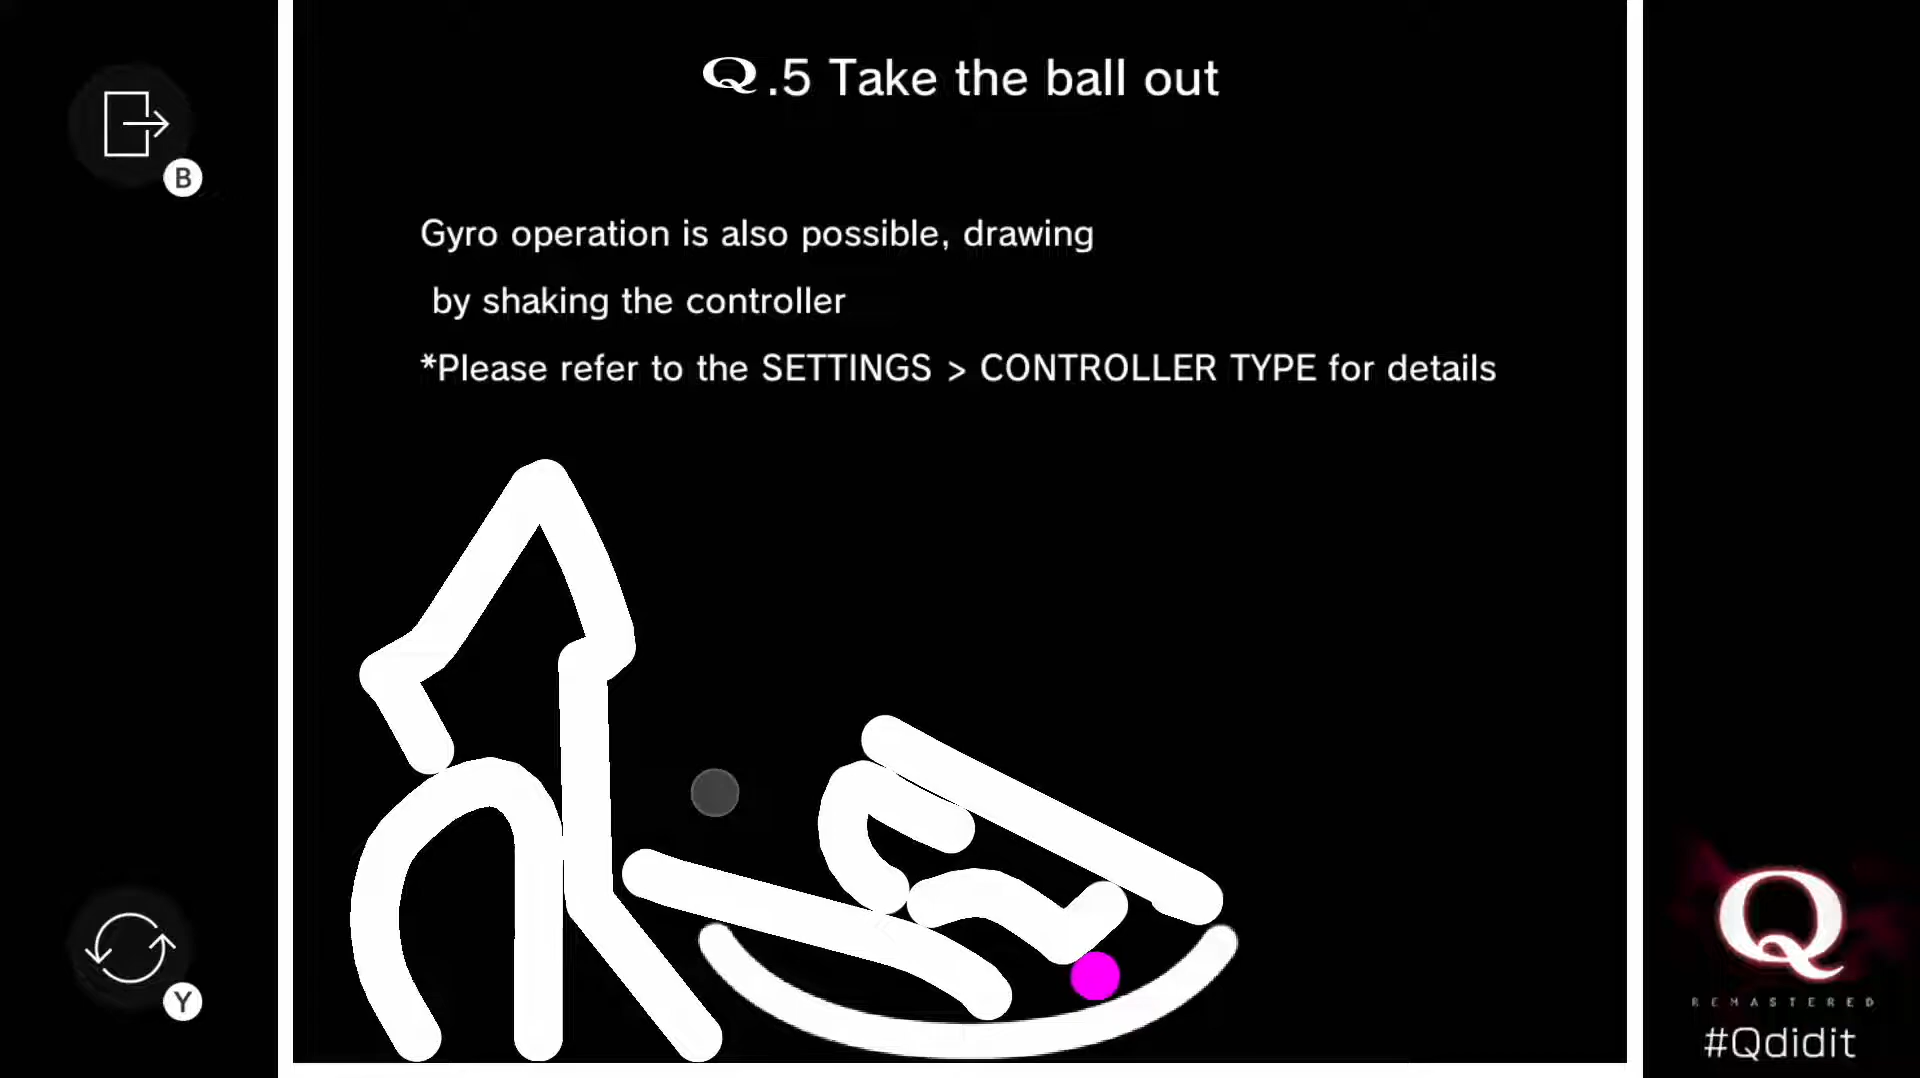 Q.5 Take the ball out
Gyro operation is also possible, drawing
by shaking the controller
*Please refer to the SETTINGS > CONTROLLER TYPE for details
B
Y
Q
REMASTERED
#Qdidit